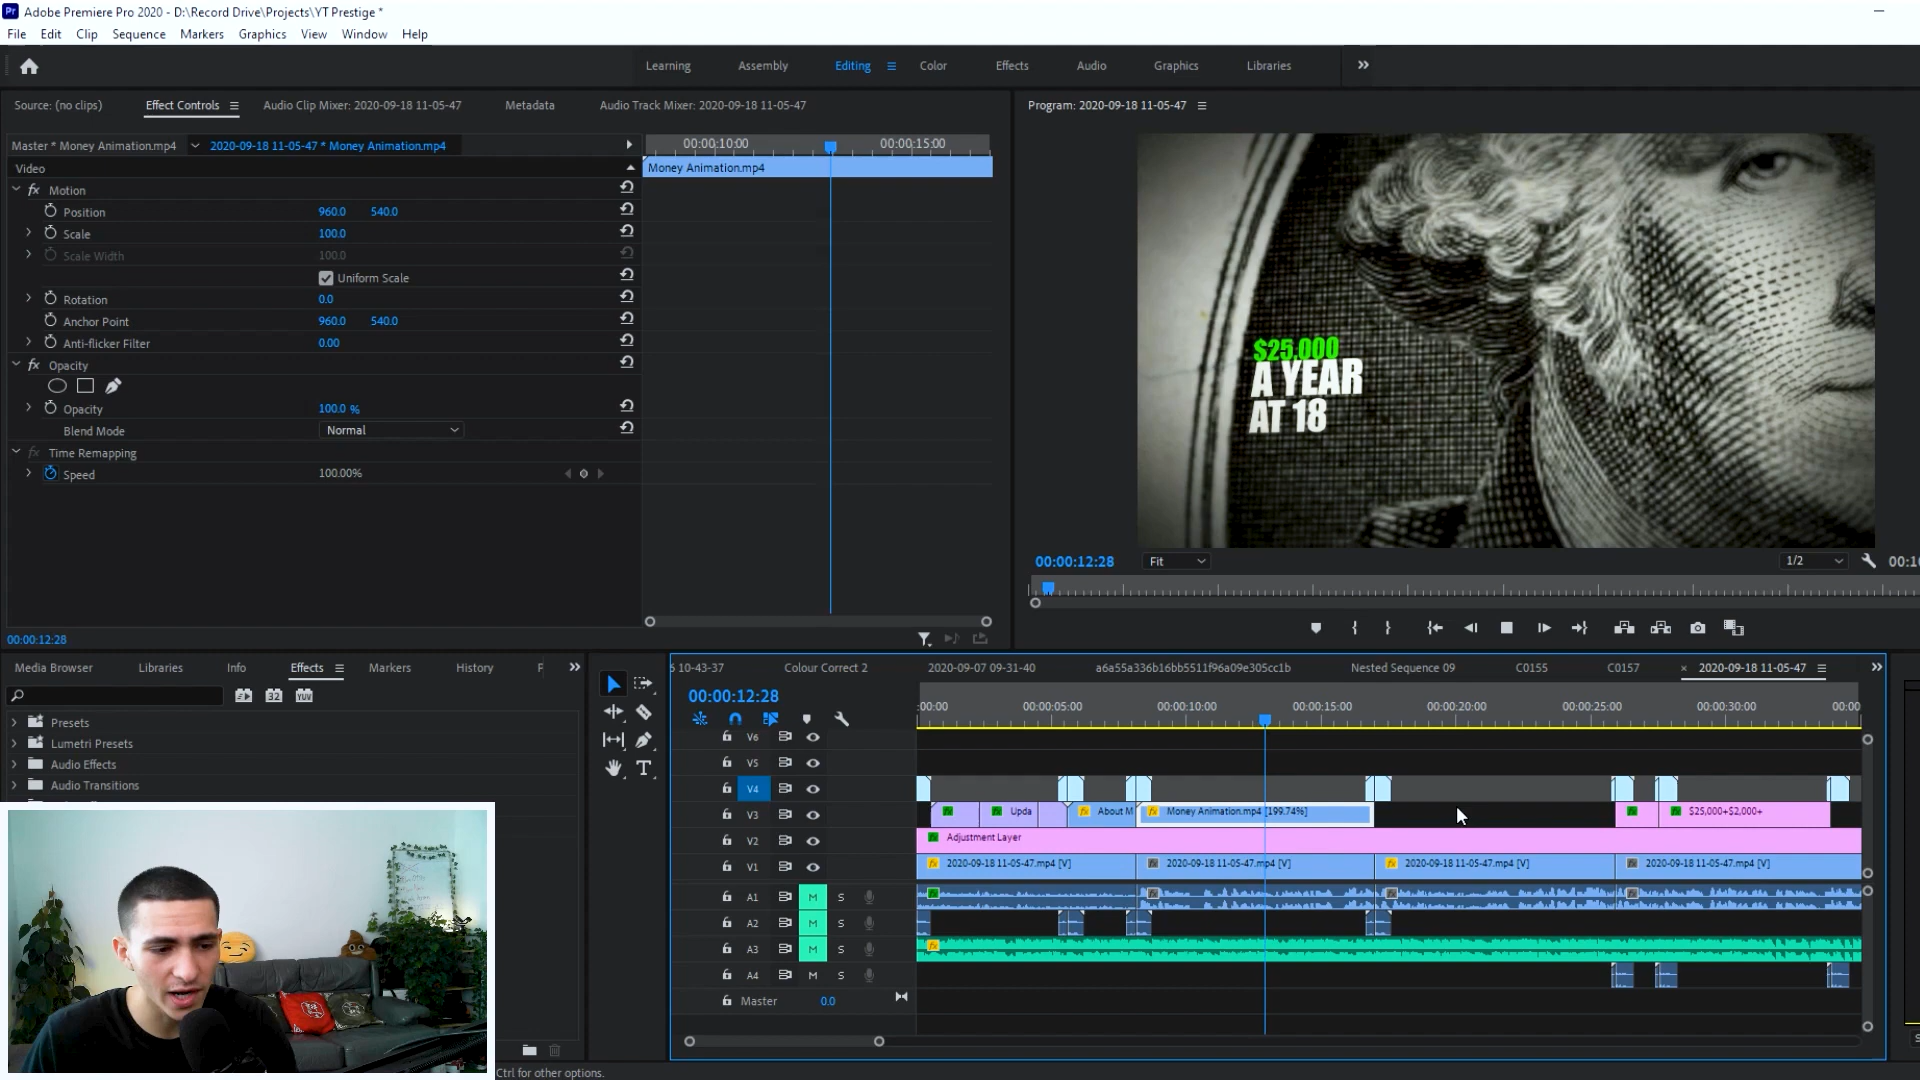 Adobe Premiere Pro 2020 - D:\Record Drive\Projects\YT Prestige *
File Edit Clip Sequence Markers Graphics View Window Help
Learning Assembly Editing Color Effects Audio Graphics Libraries
Source: (no clips) Effect Controls Audio Clip Mixer: 2020-09-18 11-05-47 Metadata Audio Track Mixer: 2020-09-18 11-05-47
Program: 2020-09-18 11-05-47
Master * Money Animation.mp4 2020-09-18 11-05-47 * Money Animation.mp4
00:00:10:00 00:00:15:00
Video
Money Animation.mp4
fx Motion
Position 960.0 540.0
Scale 100.0
Scale Width 100.0
Uniform Scale
Rotation 0.0
Anchor Point 960.0 540.0
Anti-flicker Filter 0.00
fx Opacity
Opacity 100.0 %
Blend Mode Normal
fx Time Remapping
Speed 100.00%
00:00:12:28
$25,000
A YEAR
AT 18
00:00:12:28 Fit 1/2
Media Browser Libraries Info Effects Markers History
32 YUV
Presets
Lumetri Presets
Audio Effects
Audio Transitions
6 10-43-37 Colour Correct 2 2020-09-07 09-31-40 a6a55a336b16bb5511f96a09e305cc1b Nested Sequence 09 C0155 C0157 × 2020-09-18 11-05-47
00:00:12:28
:00:00 00:00:05:00 00:00:10:00 00:00:15:00 00:00:20:00 00:00:25:00 00:00:30:00 00:00
V6
V5
V4
V3 Upda About M Money Animation.mp4 [199.74%] $25,000+$2,000+
V2 Adjustment Layer
V1 2020-09-18 11-05-47.mp4 [V] 2020-09-18 11-05-47.mp4 [V] 2020-09-18 11-05-47.mp4 [V] 2020-09-18 11-05-47.mp4 [V]
A1 M S
A2 M S
A3 M S
A4 M S
Master 0.0
Ctrl for other options.